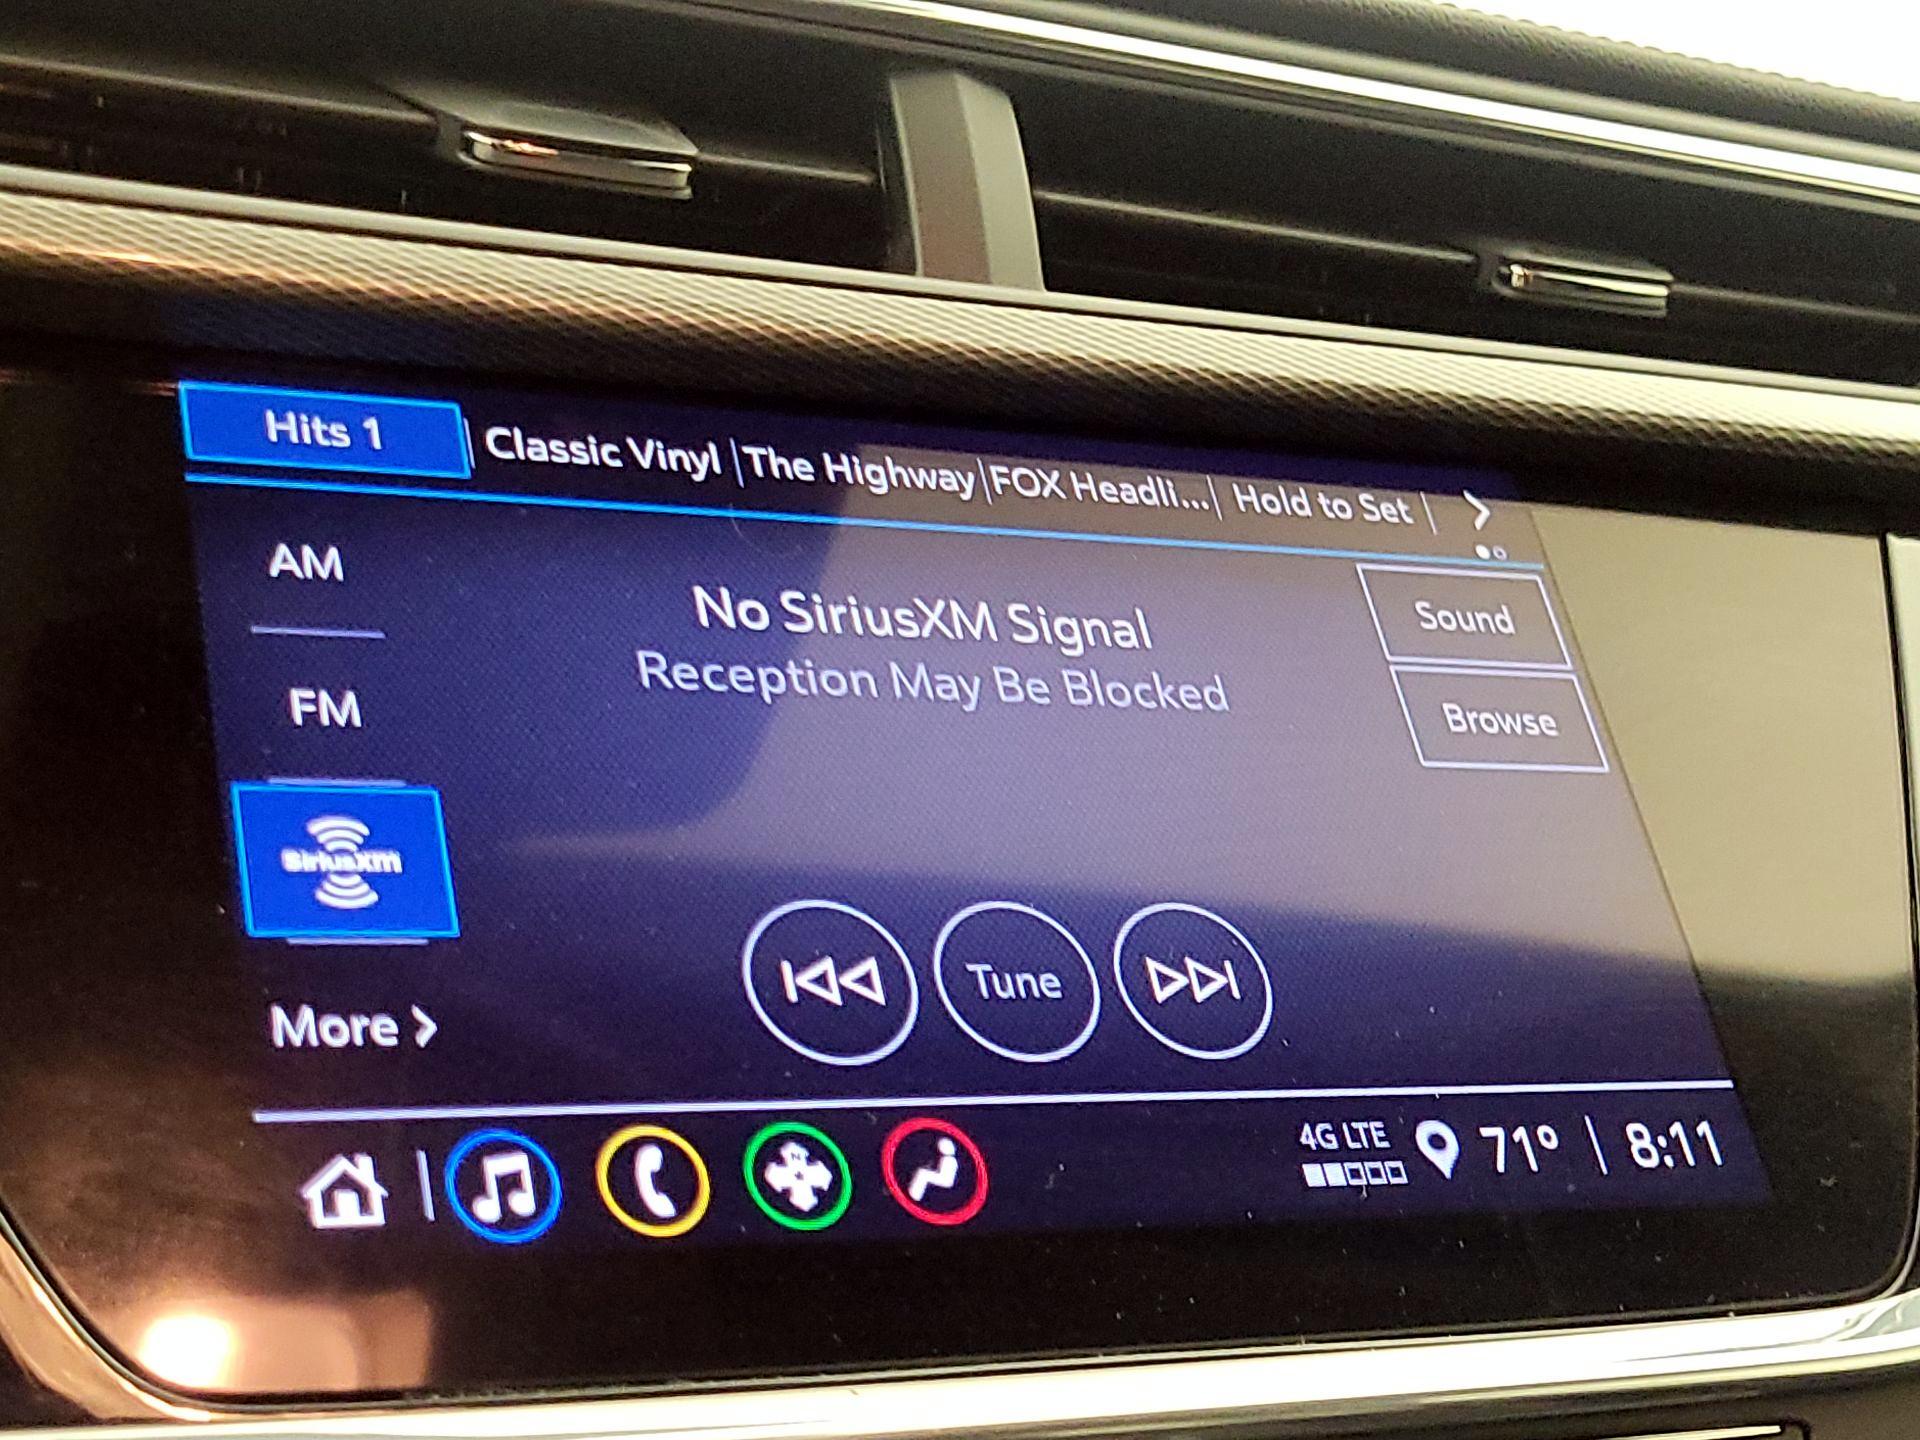 Hits 1 Classic Vinyl The Highway FOX Headli... Hold to Set
AM
No SiriusXM Signal
Reception May Be Blocked
Sound
FM
Browse
SiriusXM
Tune
More
4G LTE
71° 8:11